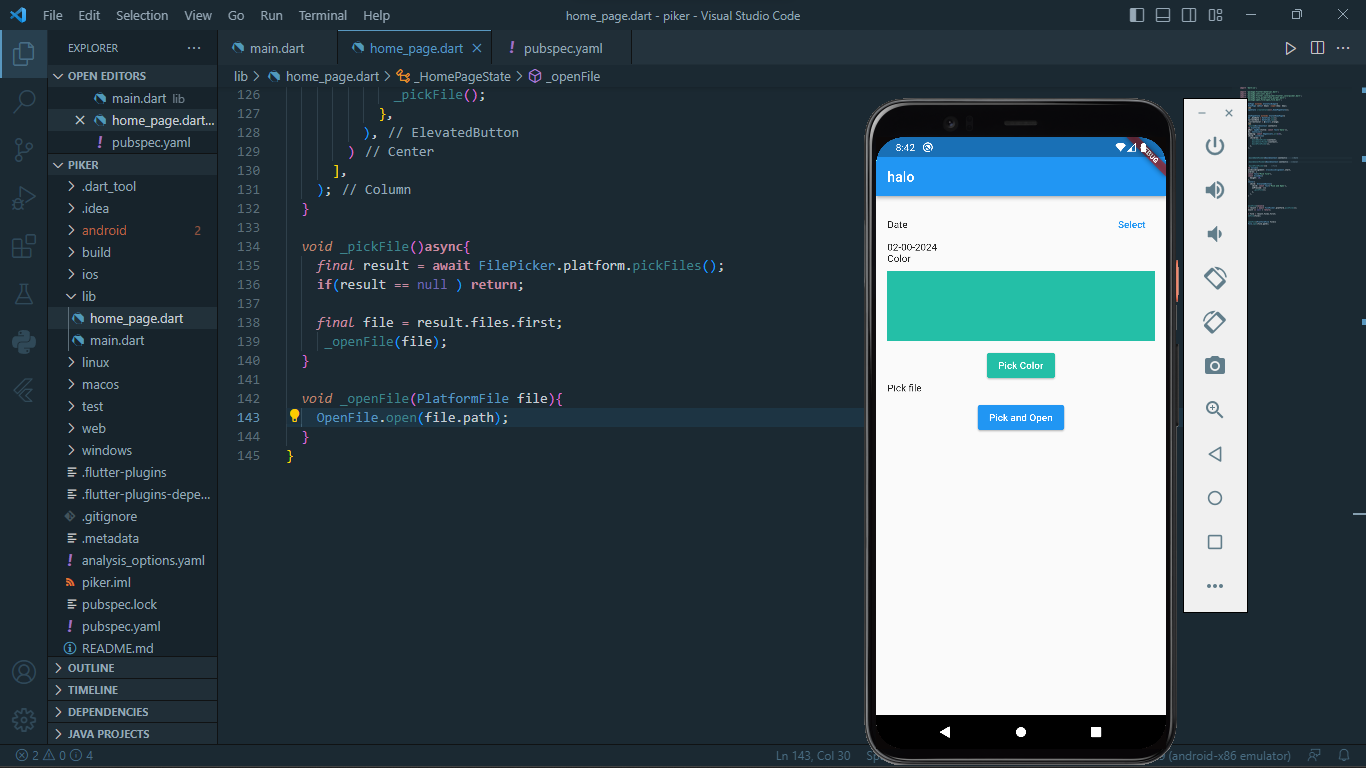 File Edit Selection View Go Run Terminal Help
home_page.dart - piker - Visual Studio Code
EXPLORER
OPEN EDITORS
main.dart lib
home_page.dart...
pubspec.yaml
PIKER
.dart_tool
.idea
android 2
build
ios
lib
home_page.dart
main.dart
linux
macos
test
web
windows
.flutter-plugins
.flutter-plugins-depe...
.gitignore
.metadata
analysis_options.yaml
piker.iml
pubspec.lock
pubspec.yaml
README.md
OUTLINE
TIMELINE
DEPENDENCIES
JAVA PROJECTS
main.dart home_page.dart pubspec.yaml
lib > home_page.dart > _HomePageState > _openFile
126 _pickFile();
127 },
128 ), // ElevatedButton
129 ) // Center
130 ],
131 ); // Column
132 }
133
134 void _pickFile()async{
135 final result = await FilePicker.platform.pickFiles();
136 if(result == null ) return;
137
138 final file = result.files.first;
139 _openFile(file);
140 }
141
142 void _openFile(PlatformFile file){
143 OpenFile.open(file.path);
144 }
145 }
8:42
DEBUG
halo
Date Select
02-00-2024
Color
Pick Color
Pick file
Pick and Open
2 0 4
Ln 143, Col 30
(android-x86 emulator)